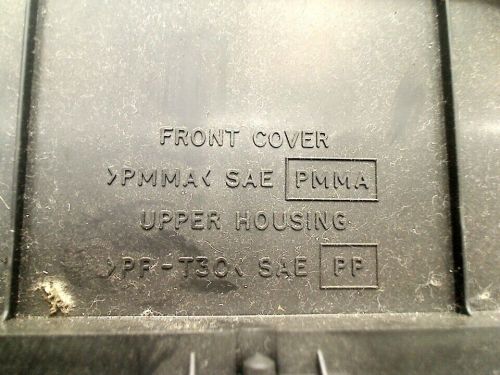 FRONT COVER
>PMMA< SAE PMMA
UPPER HOUSING
>PP-T30< SAE PP